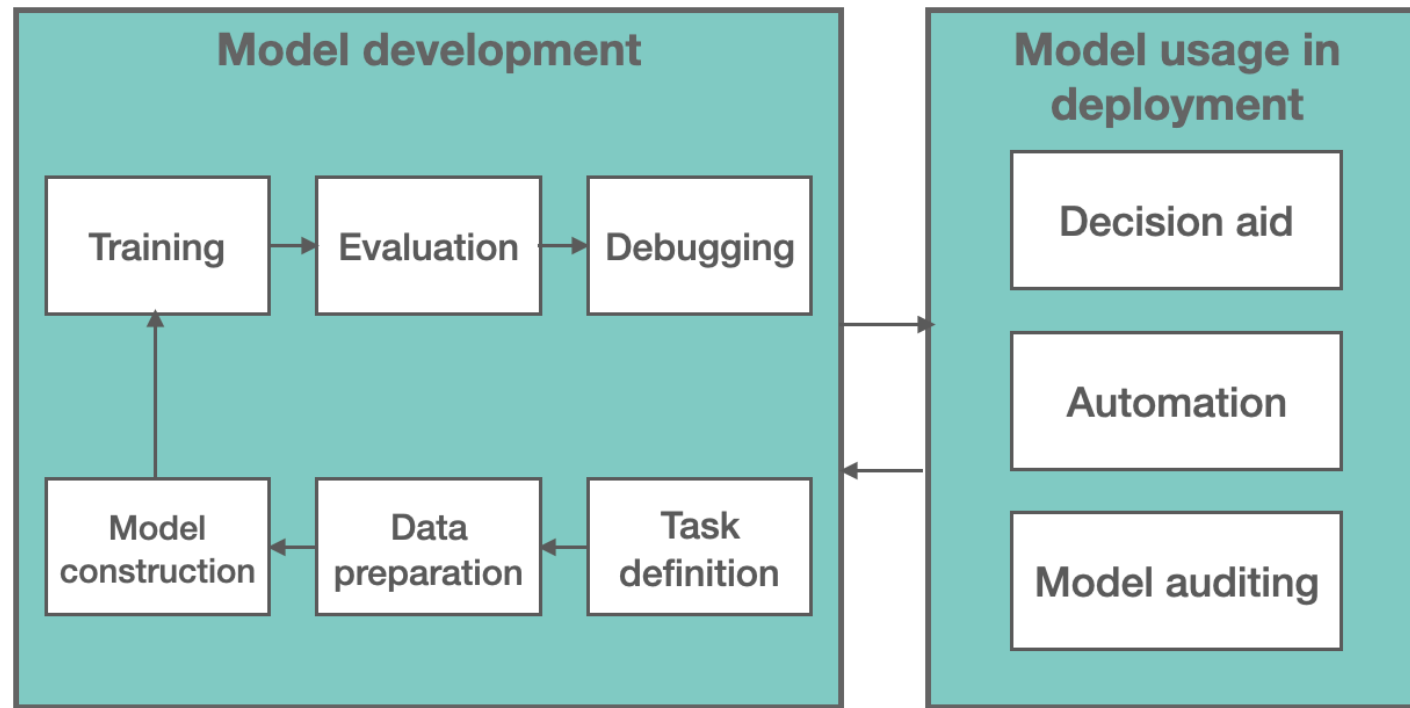 Model development
Training
Evaluation
Debugging
Model
construction
Data
preparation
Task
definition
Model usage in
deployment
Decision aid
Automation
Model auditing